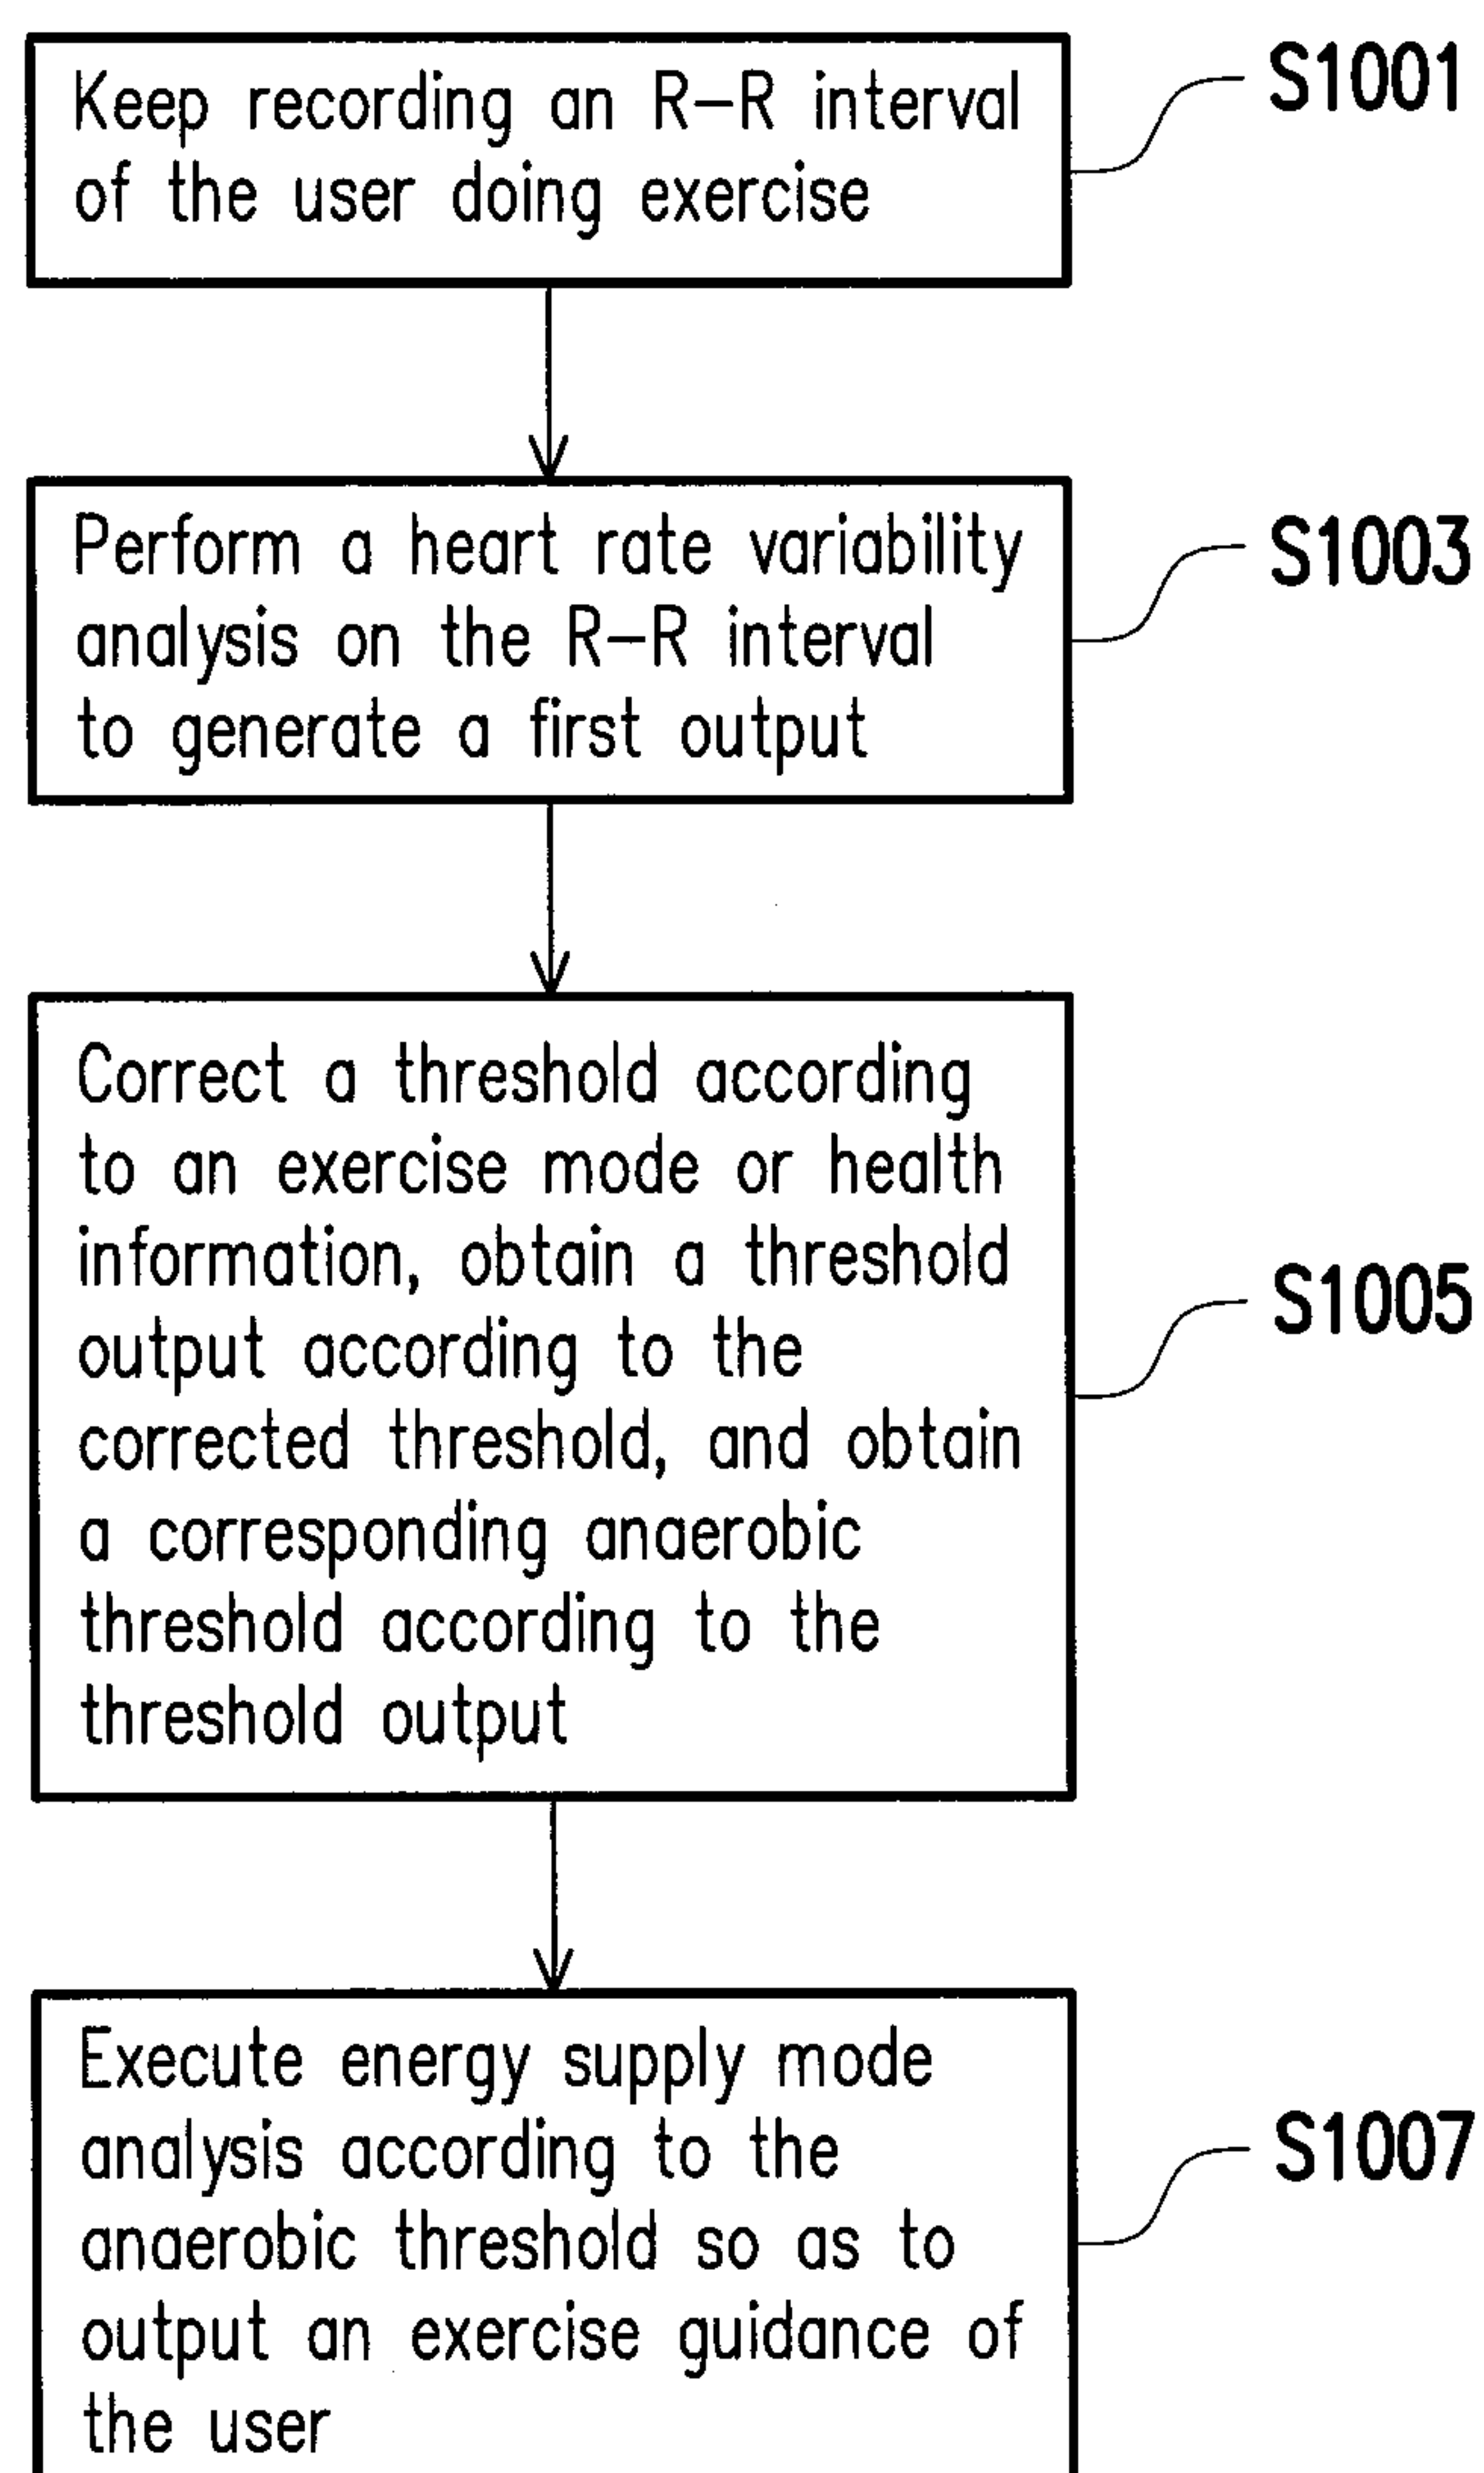 Keep recording an R-R interval
of the user doing exercise
S1001
Perform a heart rate variability
analysis on the R-R interval
to generate a first output
S1003
Correct a threshold according
to an exercise mode or health
information, obtain a threshold
output according to the
corrected threshold, and obtain
a corresponding anaerobic
threshold according to the
threshold output
S1005
Execute energy supply mode
analysis according to the
anaerobic threshold so as to
output an exercise guidance of
the user
S1007